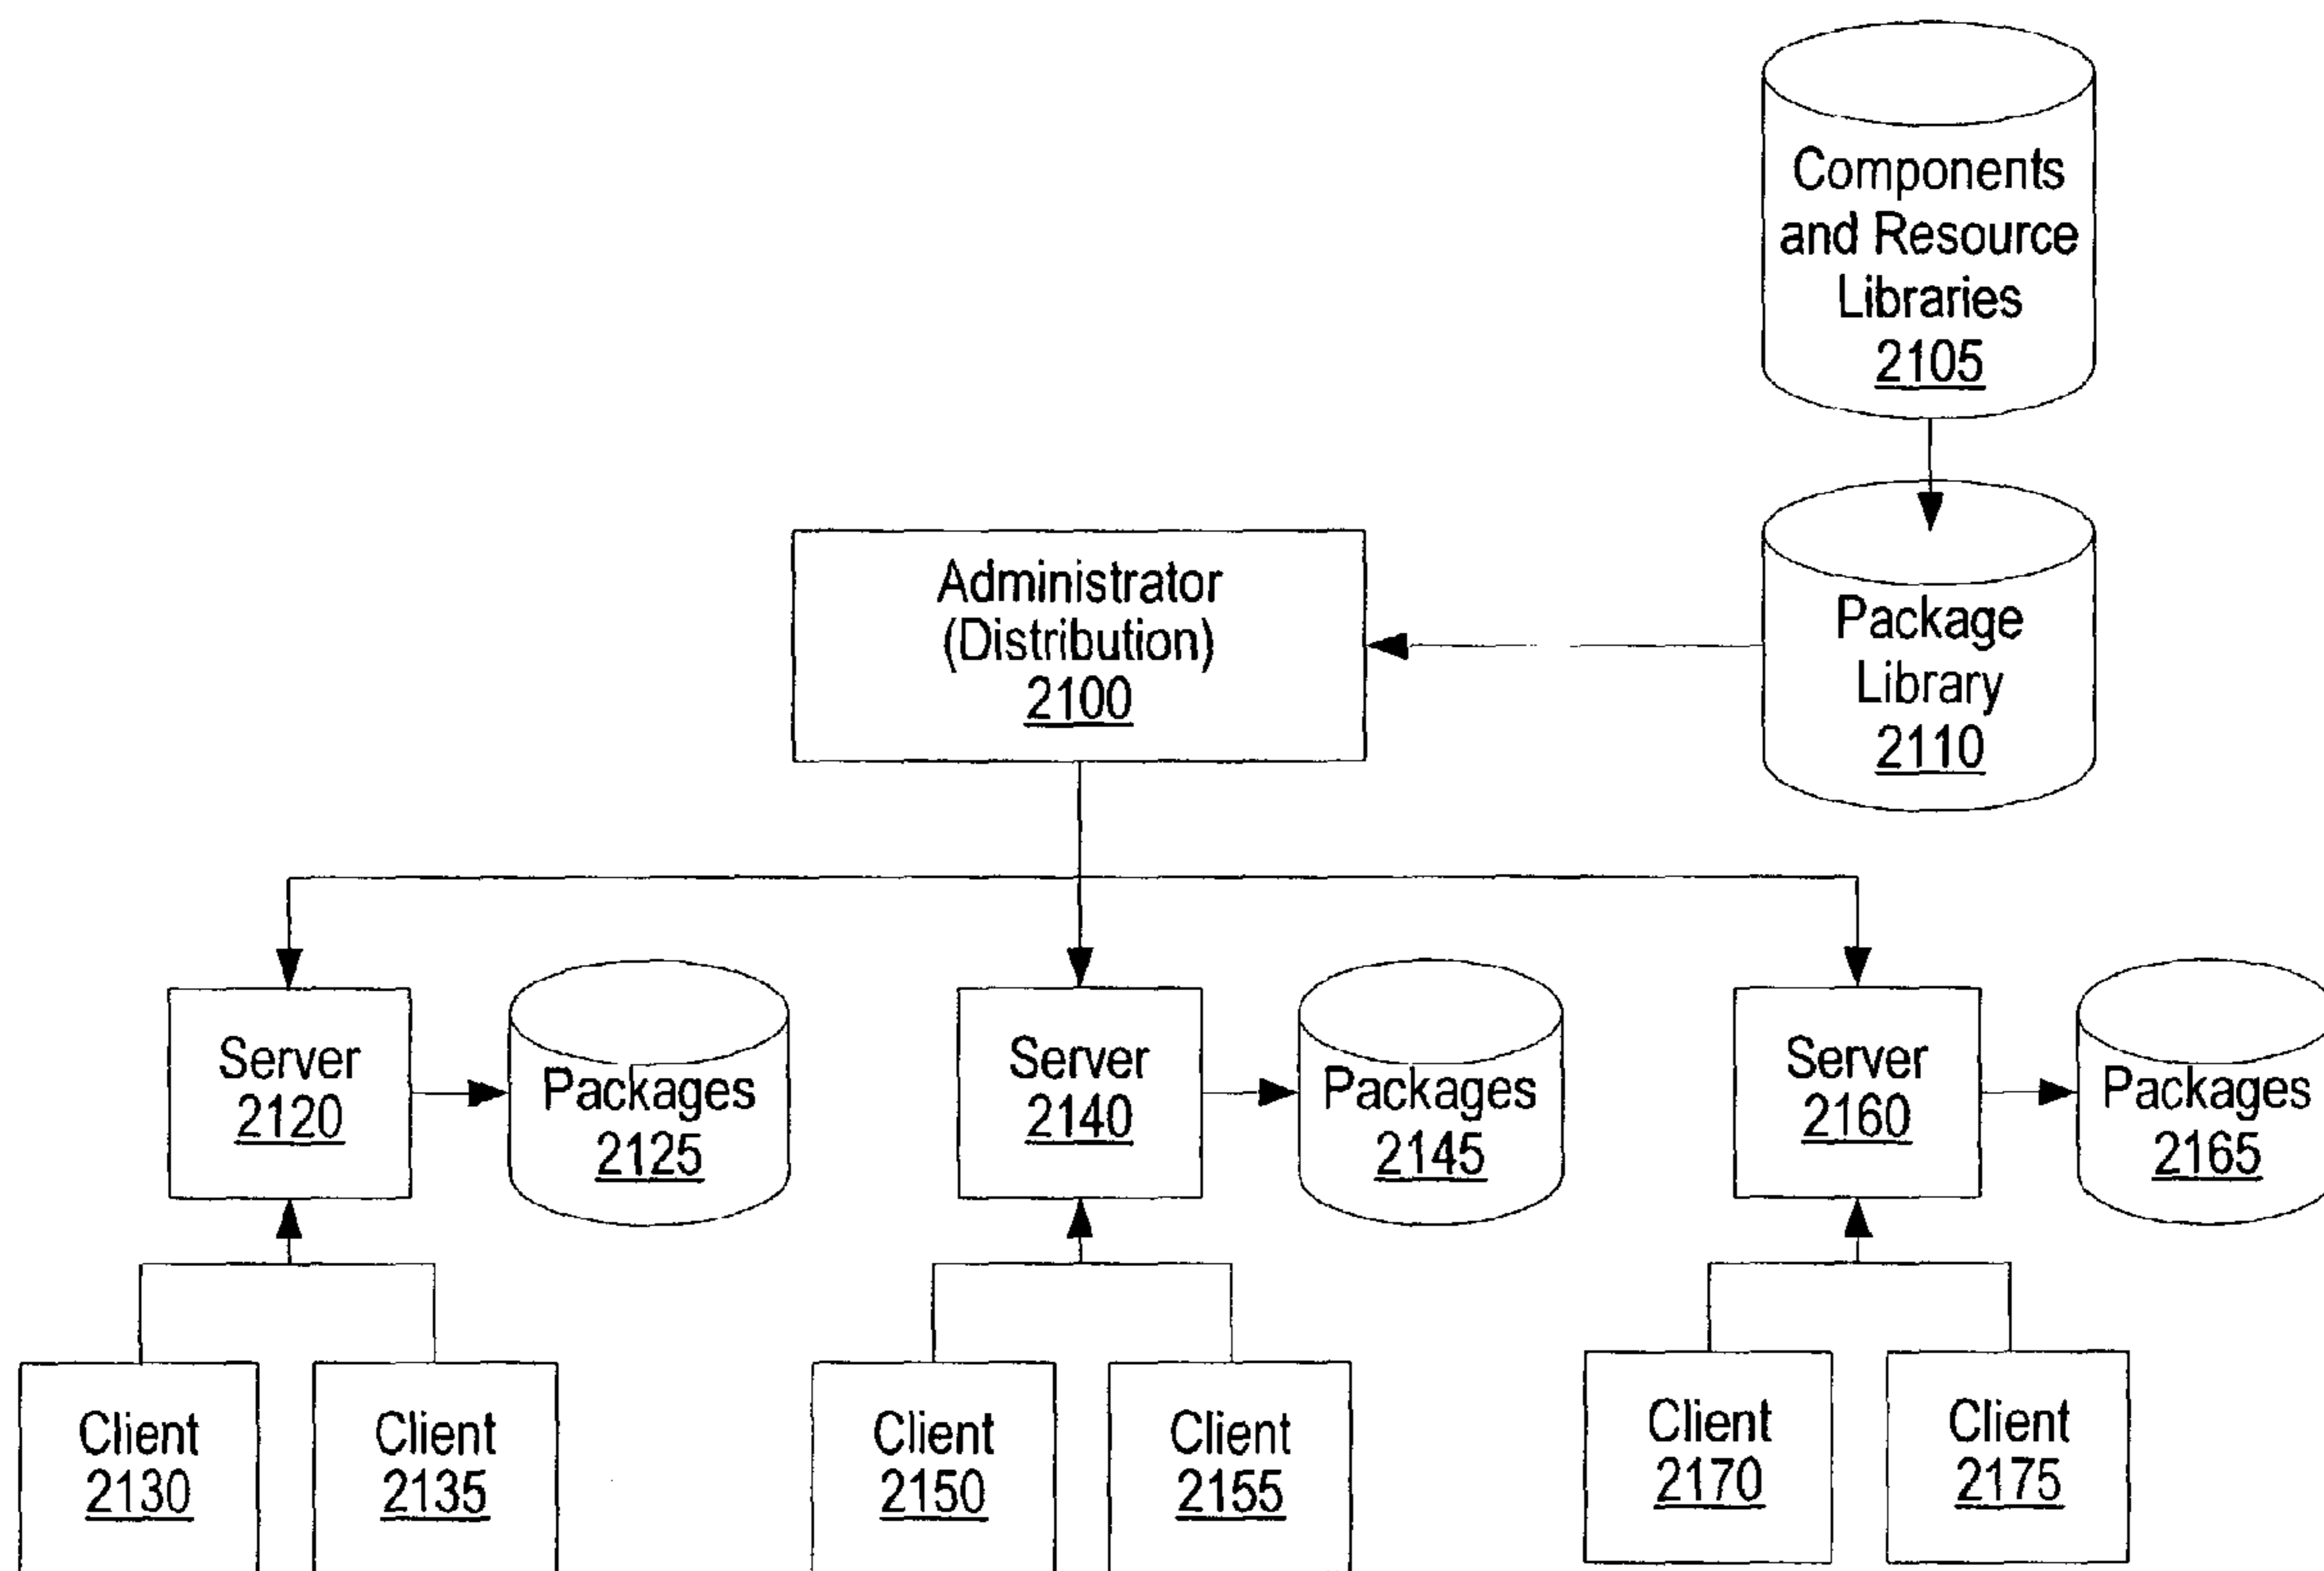 Components
and Resource
Libraries
2105
Administrator
(Distribution)
2100
Package
Library
2110
Server
2120
Packages
2125
Server
2140
Packages
2145
Server
2160
Packages
2165
Client
2130
Client
2135
Client
2150
Client
2155
Client
2170
Client
2175